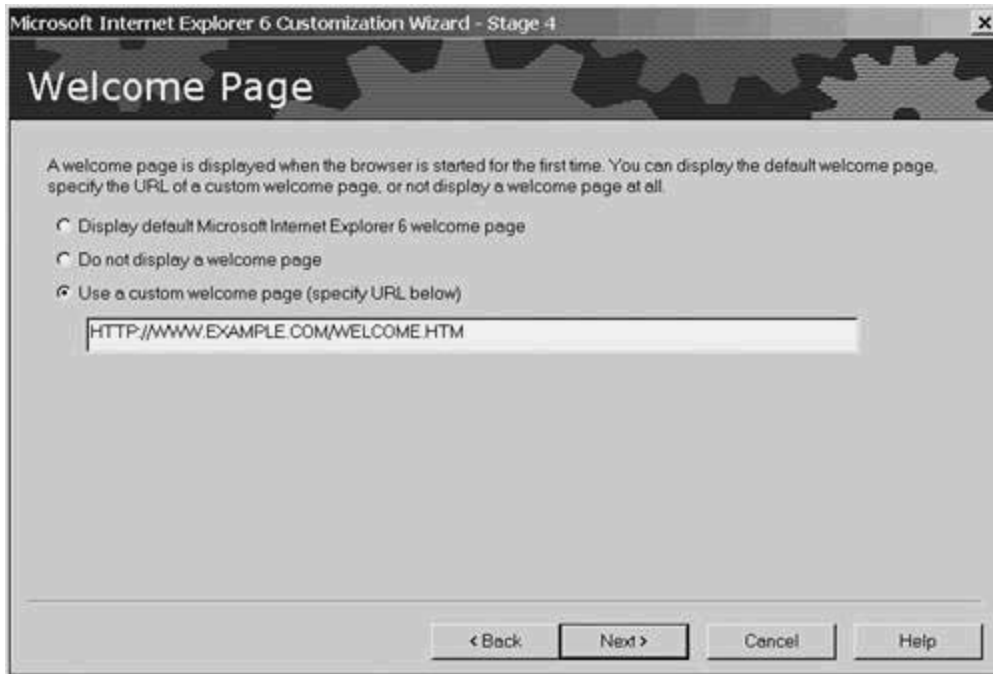 Microsoft Internet Explorer 6 Customization Wizard - Stage 4
Welcome Page
A welcome page is displayed when the browser is started for the first time. You can display the default welcome page,
specify the URL of a custom welcome page, or not display a welcome page at all.
Display default Microsoft Internet Explorer 6 welcome page
Do not display a welcome page
Use a custom welcome page (specify URL below)
HTTP://WWW.EXAMPLE.COM/WELCOME.HTM
< Back Next > Cancel Help